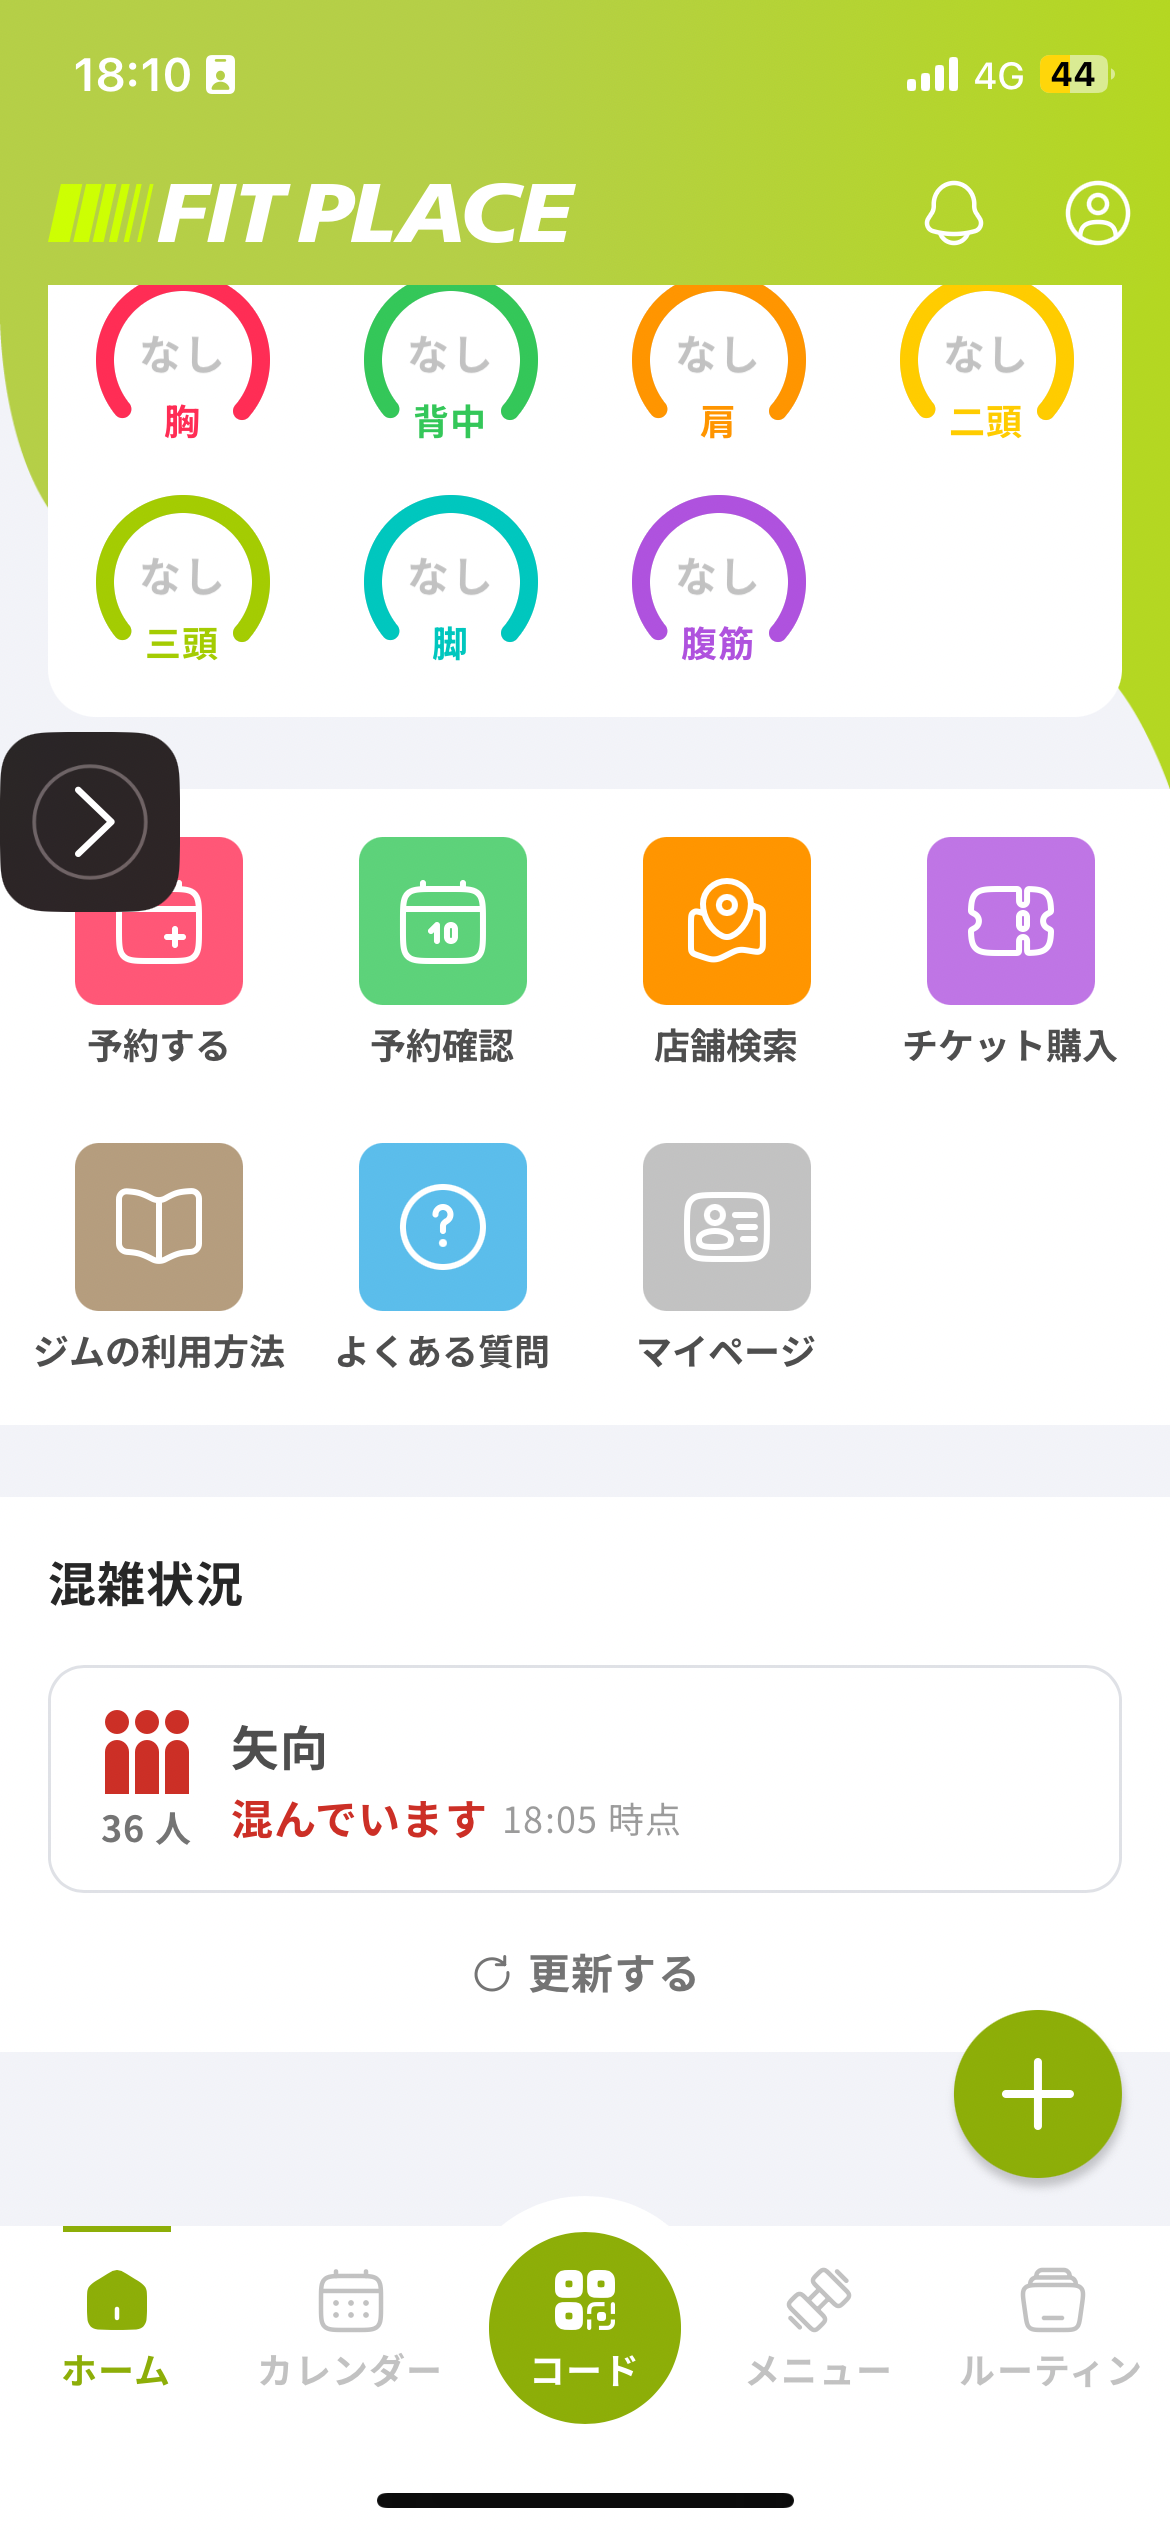 18:10 4G 44
FIT PLACE
なし なし なし なし
胸 背中 肩 二頭
なし なし なし
三頭 脚 腹筋
10
予約する 予約確認 店舗検索 チケット購入
?
ジムの利用方法 よくある質問 マイページ
混雑状況
矢向
36 人 混んでいます 18:05 時点
更新する
ホーム カレンダー コード メニュー ルーティン